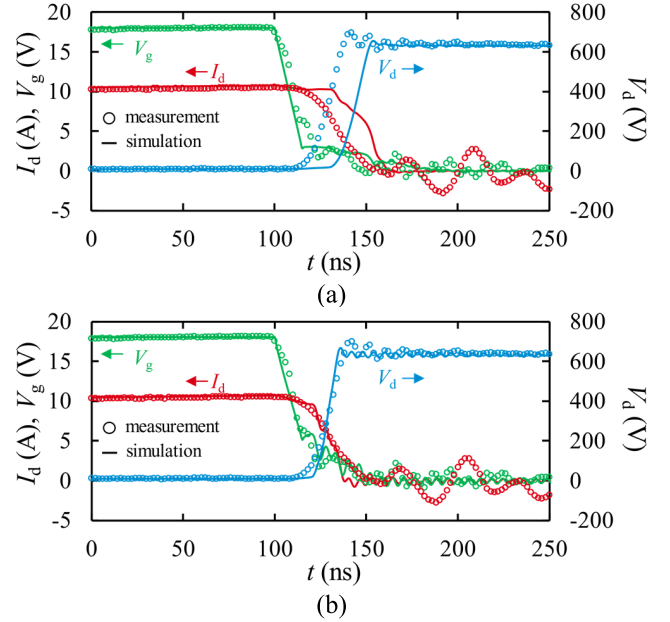 20 800
15 600
10 400
5 200
0 0
-5 -200
I_d (A), V_g (V)
V_d (V)
V_g
I_d
V_d
measurement
simulation
0 50 100 150 200 250
t (ns)
(a)
20 800
15 600
10 400
5 200
0 0
-5 -200
I_d (A), V_g (V)
V_d (V)
V_g
I_d
V_d
measurement
simulation
0 50 100 150 200 250
t (ns)
(b)